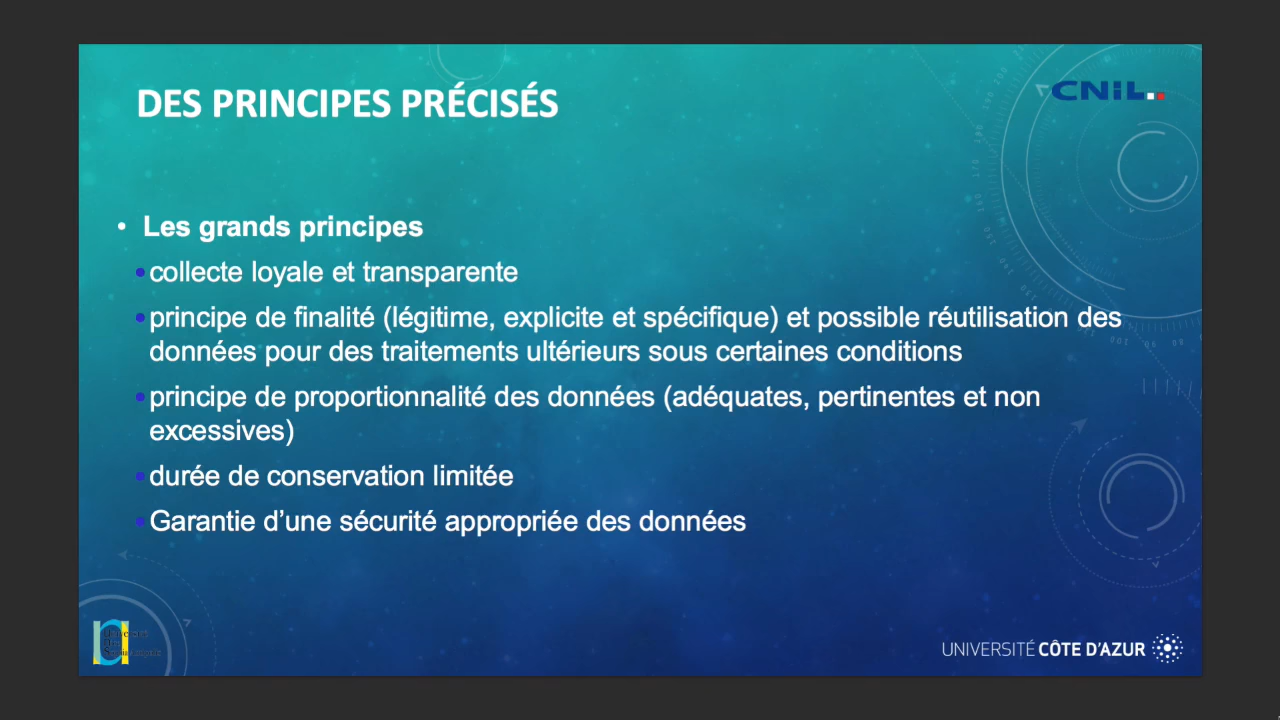 DES PRINCIPES PRÉCISÉS
CNIL
• Les grands principes
•collecte loyale et transparente
•principe de finalité (légitime, explicite et spécifique) et possible réutilisation des
données pour des traitements ultérieurs sous certaines conditions
•principe de proportionnalité des données (adéquates, pertinentes et non
excessives)
•durée de conservation limitée
•Garantie d’une sécurité appropriée des données
UNIVERSITÉ CÔTE D'AZUR